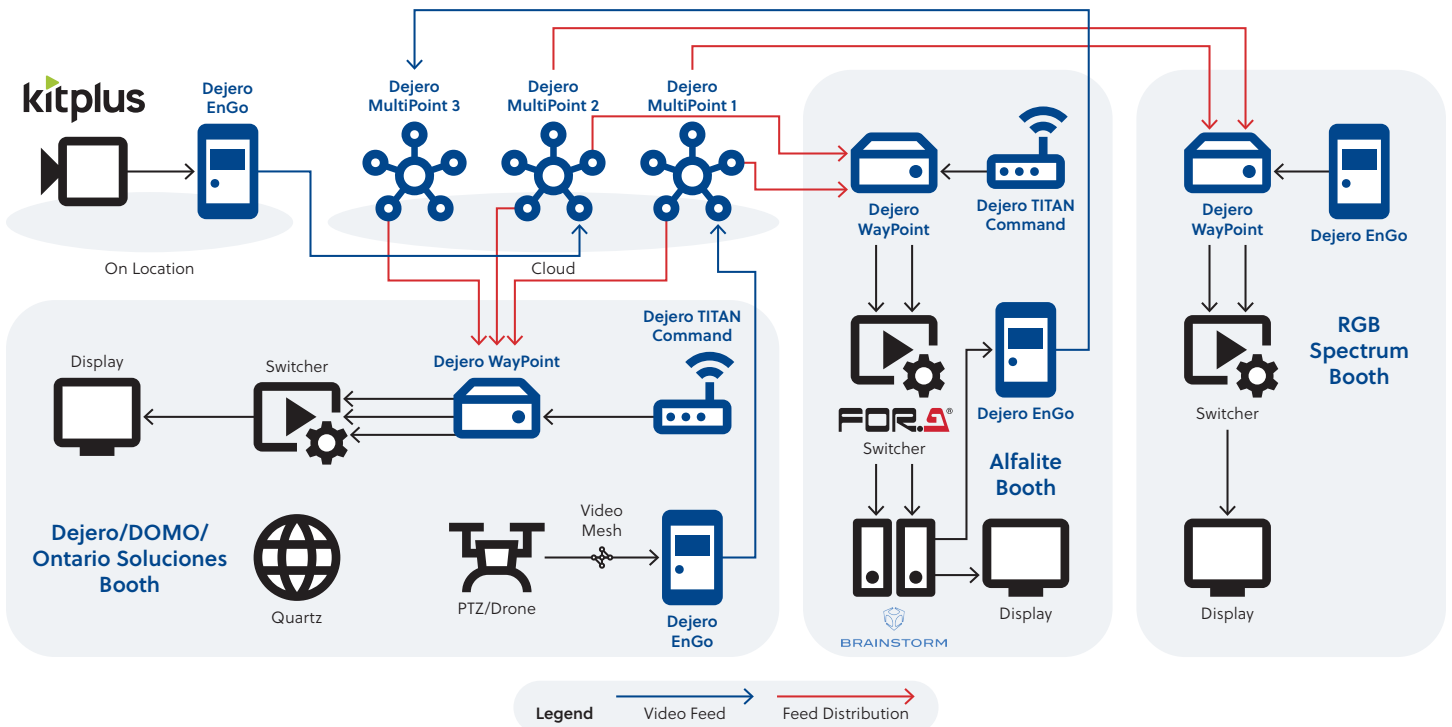 kitplus
Dejero
EnGo
On Location
Dejero
MultiPoint 3
Dejero
MultiPoint 2
Dejero
MultiPoint 1
Cloud
Dejero
WayPoint
Dejero TITAN
Command
FOR.A®
Switcher
Dejero EnGo
Alfalite
Booth
BRAINSTORM
Display
Dejero
WayPoint
Dejero EnGo
Switcher
RGB
Spectrum
Booth
Display
Display
Switcher
Dejero WayPoint
Dejero TITAN
Command
Dejero/DOMO/
Ontario Soluciones
Booth
Quartz
PTZ/Drone
Video
Mesh
Dejero
EnGo
Legend
Video Feed
Feed Distribution